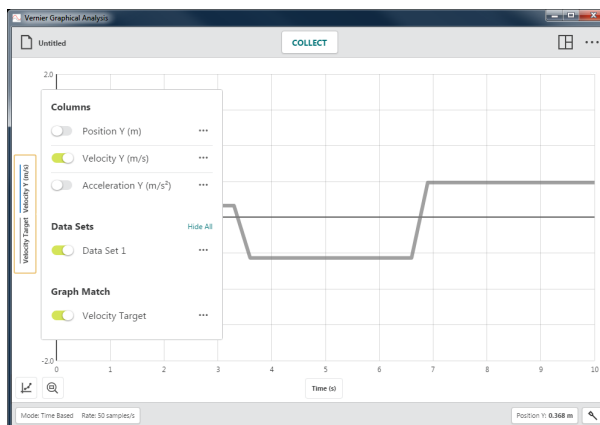 Vernier Graphical Analysis
Untitled
COLLECT
2.0
Columns
Position Y (m)
Velocity Y (m/s)
Acceleration Y (m/s²)
Data Sets
Hide All
Data Set 1
Graph Match
Velocity Target
Velocity Target Velocity Y (m/s)
-2.0
0 1 2 3 4 5 6 7 8 9 10
Time (s)
Mode: Time Based Rate: 50 samples/s
Position Y: 0.368 m